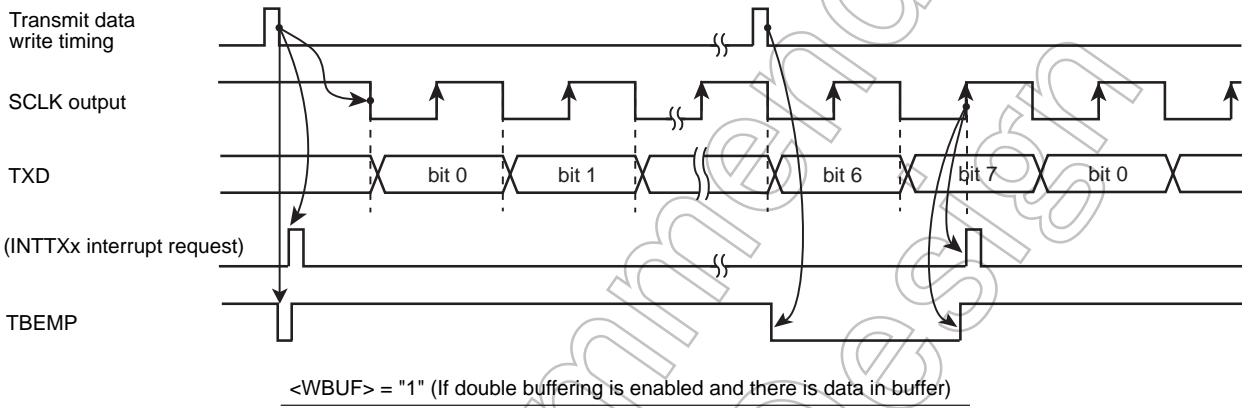 Transmit data
write timing
SCLK output
TXD
bit 0
bit 1
bit 6
bit 7
bit 0
(INTTXx interrupt request)
TBEMP
<WBUF> = "1" (If double buffering is enabled and there is data in buffer)